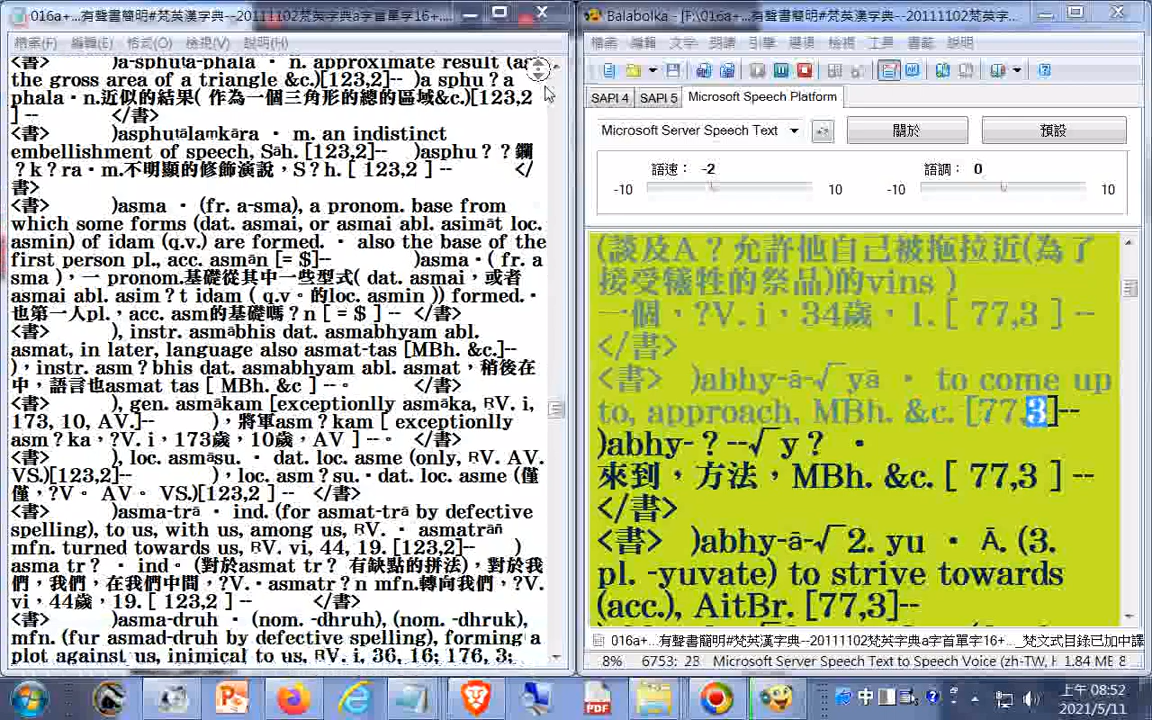 016a+...有聲書簡明#梵英漢字典--20111102梵英字典a字首單字16+...
檔案(F) 編輯(E) 格式(O) 檢視(V) 說明(H)
<書> )a-sphuṭa-phala • n. approximate result (as
the gross area of a triangle &c.)[123,2]-- )a sphu ? a
phala • n.近似的結果( 作為一個三角形的總的區域&c.)[123,2
] -- </書>
<書> )asphuṭālaṃkāra • m. an indistinct
embellishment of speech, Sāh. [123,2]-- )asphu ? ? 鑭
? k ? ra • m.不明顯的修飾演說，S ? h. [ 123,2 ] -- </
書>
<書> )asma • (fr. a-sma), a pronom. base from
which some forms (dat. asmai, or asmai abl. asimāt loc.
asmin) of idam (q.v.) are formed. • also the base of the
first person pl., acc. asmān [= $]-- )asma • ( fr. a
sma )，一 pronom.基礎從其中一些型式( dat. asmai, 或者
asmai abl. asim ? t idam ( q.v。的loc. asmin )) formed. •
也第一人pl.，acc. asm的基礎嗎 ? n [ = $ ] -- </書>
<書> ), instr. asmābhis dat. asmabhyam abl.
asmat, in later, language also asmat-tas [MBh. &c.]--
)，instr. asm ? bhis dat. asmabhyam abl. asmat，稍後在
中，語言也asmat tas [ MBh. &c ] --。 </書>
<書> ), gen. asmākam [exceptionlly asmāka, RV. i,
173, 10, AV.]-- )，將軍asm ? kam [ exceptionlly
asm ? ka，?V. i，173歲，10歲，AV ] --。 </書>
<書> ), loc. asmāsu. • dat. loc. asme (only, RV. AV.
VS.)[123,2]-- )，loc. asm ? su. • dat. loc. asme (僅
僅，?V。 AV。 VS.)[123,2 ] -- </書>
<書> )asma-trā • ind. (for asmat-trā by defective
spelling), to us, with us, among us, RV. • asmatrāñ
mfn. turned towards us, RV. vi, 44, 19. [123,2]-- )
asma tr ? • ind。(對於asmat tr ? 有缺點的拼法)，對於我
們，我們，在我們中間，?V. • asmatr ? n mfn.轉向我們，?V.
vi，44歲，19. [ 123,2 ] -- </書>
<書> )asma-druh • (nom. -dhruh), (nom. -dhruk),
mfn. (fur asmad-druh by defective spelling), forming a
plot against us, inimical to us, RV. i, 36, 16; 176, 3;
Balabolka - [F:\016a+...有聲書簡明#梵英漢字典--20111102梵英字...
檔案 編輯 文字 朗讀 引擎 選項 檢視 工具 書籤 說明
SAPI 4 SAPI 5 Microsoft Speech Platform
Microsoft Server Speech Text 關於 預設
語速： -2 語調： 0
-10 10 -10 10
(談及A ? 允許他自己被拖拉近(為了
接受犧牲的祭品)的vins )
一個，?V. i，34歲，1. [ 77,3 ] --
</書>
<書> )abhy-ā-√ yā • to come up
to, approach, MBh. &c. [77,3]--
)abhy- ? --√ y ? •
來到，方法，MBh. &c. [ 77,3 ] --
</書>
<書> )abhy-ā-√ 2. yu • Ā. (3.
pl. -yuvate) to strive towards
(acc.), AitBr. [77,3]--
016a+...有聲書簡明#梵英漢字典--20111102梵英字典a字首單字16+..._梵文式目錄已加中譯
8% 6753: 23 Microsoft Server Speech Text to Speech Voice (zh-TW, H 1.84 MB 8
中
上午 08:52
2021/5/11